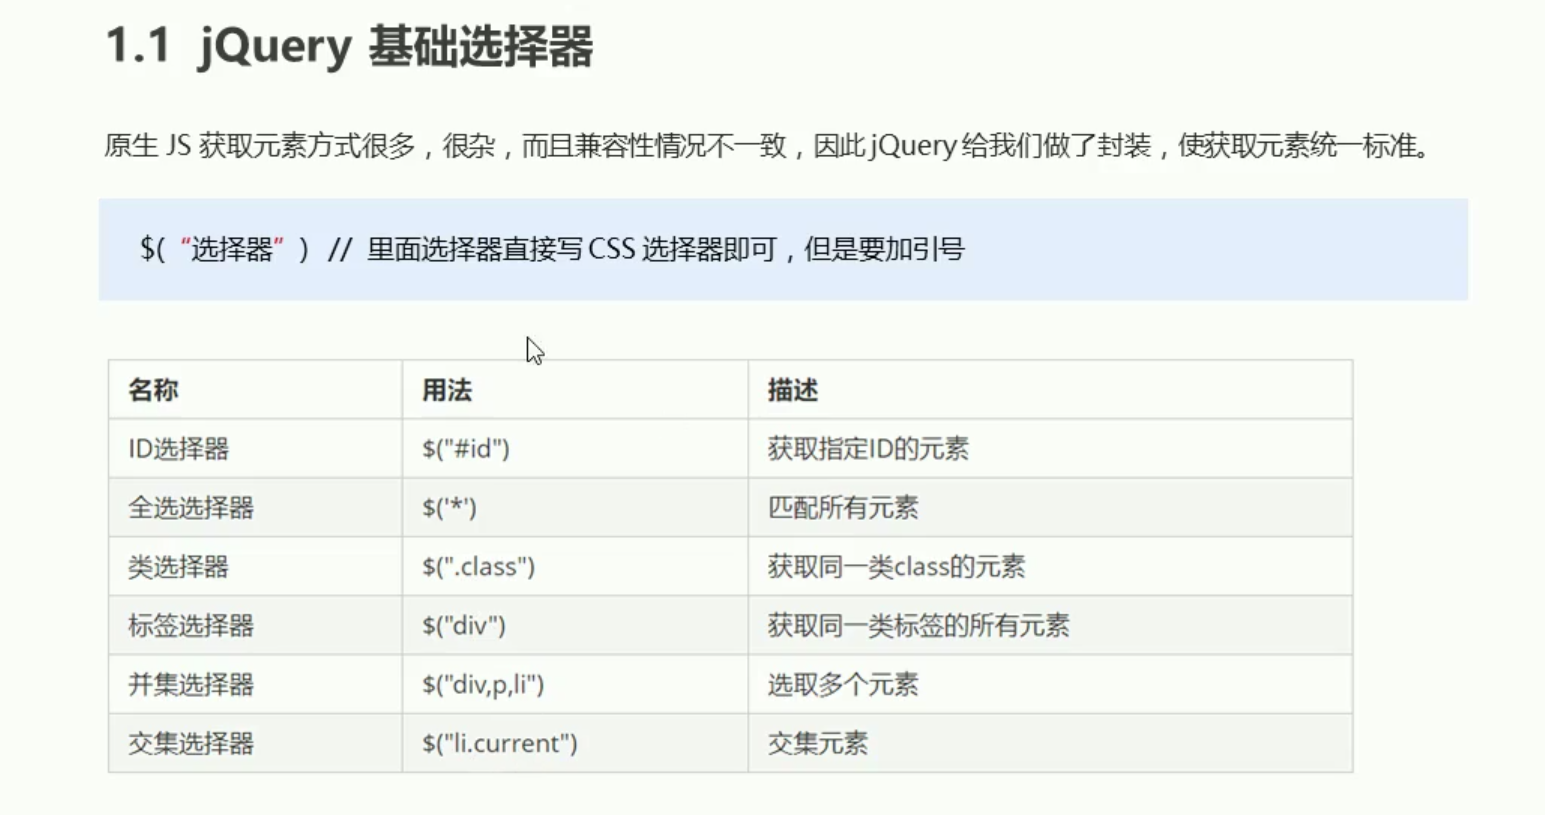 1.1 jQuery 基础选择器
原生 JS 获取元素方式很多，很杂，而且兼容性情况不一致，因此 jQuery 给我们做了封装，使获取元素统一标准。
$(“选择器”) // 里面选择器直接写 CSS 选择器即可，但是要加引号
名称 用法 描述
ID选择器 $("#id") 获取指定ID的元素
全选选择器 $('*') 匹配所有元素
类选择器 $(".class") 获取同一类class的元素
标签选择器 $("div") 获取同一类标签的所有元素
并集选择器 $("div,p,li") 选取多个元素
交集选择器 $("li.current") 交集元素